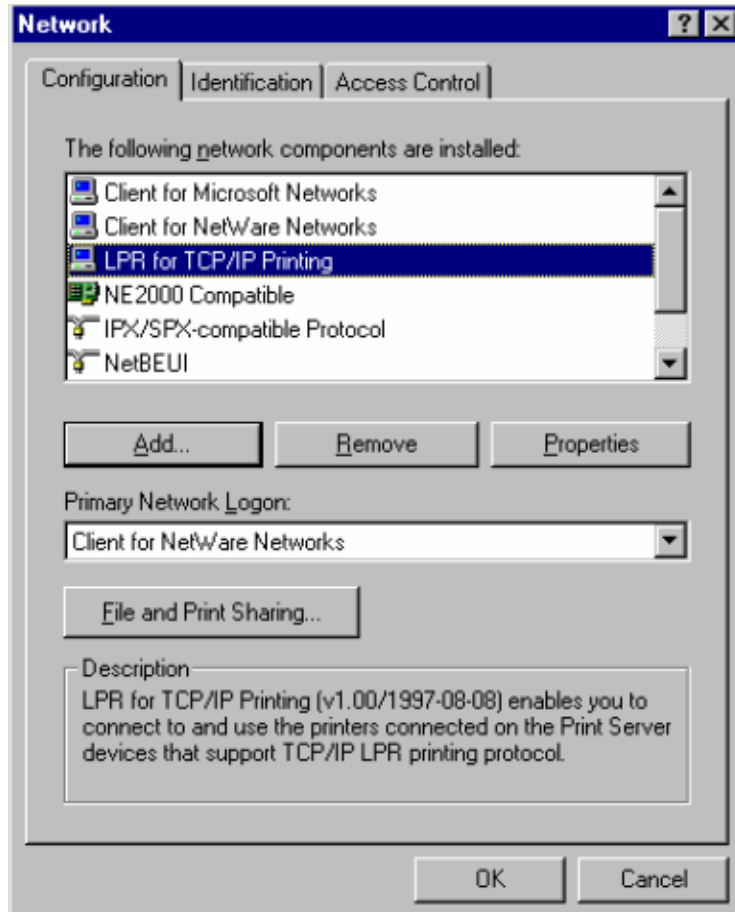 Network
Configuration
Identification
Access Control
The following network components are installed:
Client for Microsoft Networks
Client for NetWare Networks
LPR for TCP/IP Printing
NE2000 Compatible
IPX/SPX-compatible Protocol
NetBEUI
Add...
Remove
Properties
Primary Network Logon:
Client for NetWare Networks
File and Print Sharing...
Description
LPR for TCP/IP Printing (v1.00/1997-08-08) enables you to
connect to and use the printers connected on the Print Server
devices that support TCP/IP LPR printing protocol.
OK
Cancel